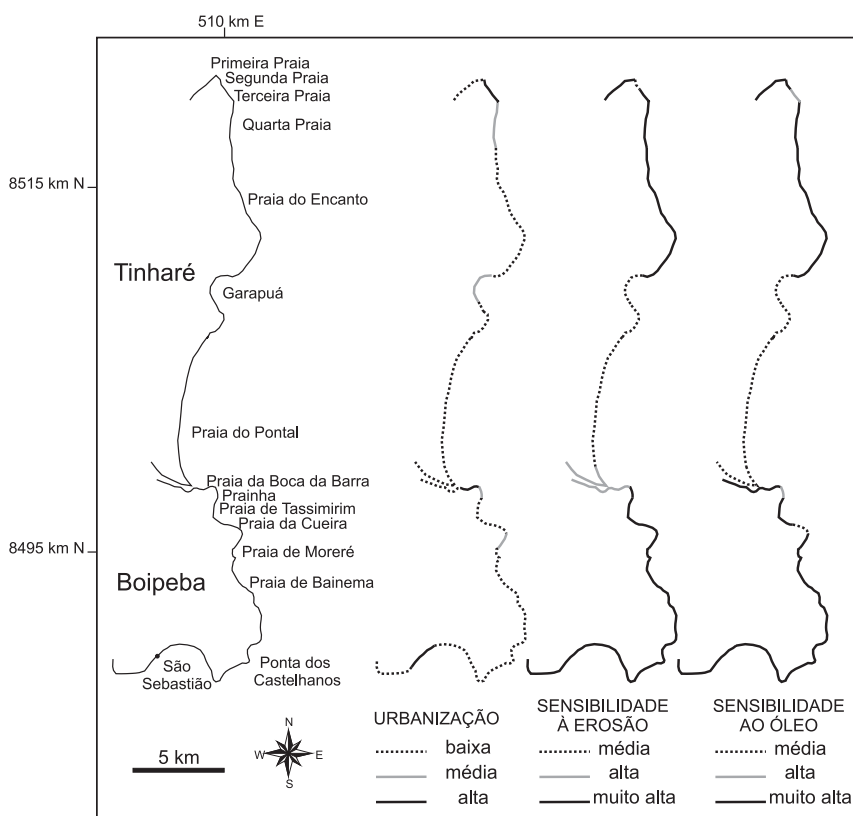 510 km E
Primeira Praia
Segunda Praia
Terceira Praia
Quarta Praia
8515 km N
Praia do Encanto
Tinharé
Garapuá
Praia do Pontal
Praia da Boca da Barra
Prainha
Praia de Tassimirim
Praia da Cueira
8495 km N
Praia de Moreré
Boipeba
Praia de Bainema
São
Sebastião
Ponta dos
Castelhanos
5 km
N
W
E
S
URBANIZAÇÃO
baixa
média
alta
SENSIBILIDADE
À EROSÃO
média
alta
muito alta
SENSIBILIDADE
AO ÓLEO
média
alta
muito alta